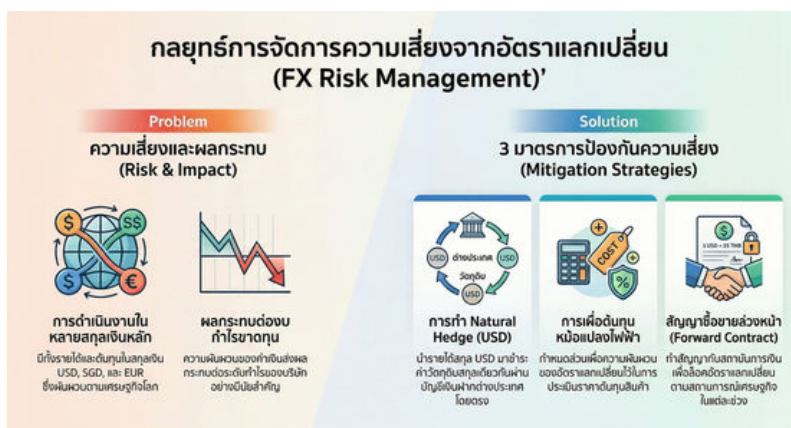 กลยุทธ์การจัดการความเสี่ยงจากอัตราแลกเปลี่ยน
(FX Risk Management)'
Problem
ความเสี่ยงและผลกระทบ
(Risk & Impact)
$
S$
$
€
การดำเนินงานใน
หลายสกุลเงินหลัก
มีทั้งรายได้และต้นทุนในสกุลเงิน
USD, SGD, และ EUR
ซึ่งผันผวนตามเศรษฐกิจโลก
ผลกระทบต่องบ
กำไรขาดทุน
ความผันผวนของค่าเงินส่งผล
กระทบต่อระดับกำไรของบริษัท
อย่างมีนัยสำคัญ
Solution
3 มาตรการป้องกันความเสี่ยง
(Mitigation Strategies)
USD
ต่างประเทศ
USD
วัตถุดิบ
USD
การทำ Natural
Hedge (USD)
นำรายได้สกุล USD มาชำระ
ค่าวัตถุดิบสกุลเดียวกันผ่าน
บัญชีเงินฝากต่างประเทศ
โดยตรง
COST
%
การเผื่อต้นทุน
หม้อแปลงไฟฟ้า
กำหนดส่วนเผื่อความผันผวน
ของอัตราแลกเปลี่ยนไว้ในการ
ประเมินราคาต้นทุนสินค้า
$
1 USD = 35 THB
สัญญาซื้อขายล่วงหน้า
(Forward Contract)
ทำสัญญากับสถาบันการเงิน
เพื่อล็อคอัตราแลกเปลี่ยน
ตามสถานการณ์เศรษฐกิจ
ในแต่ละช่วง